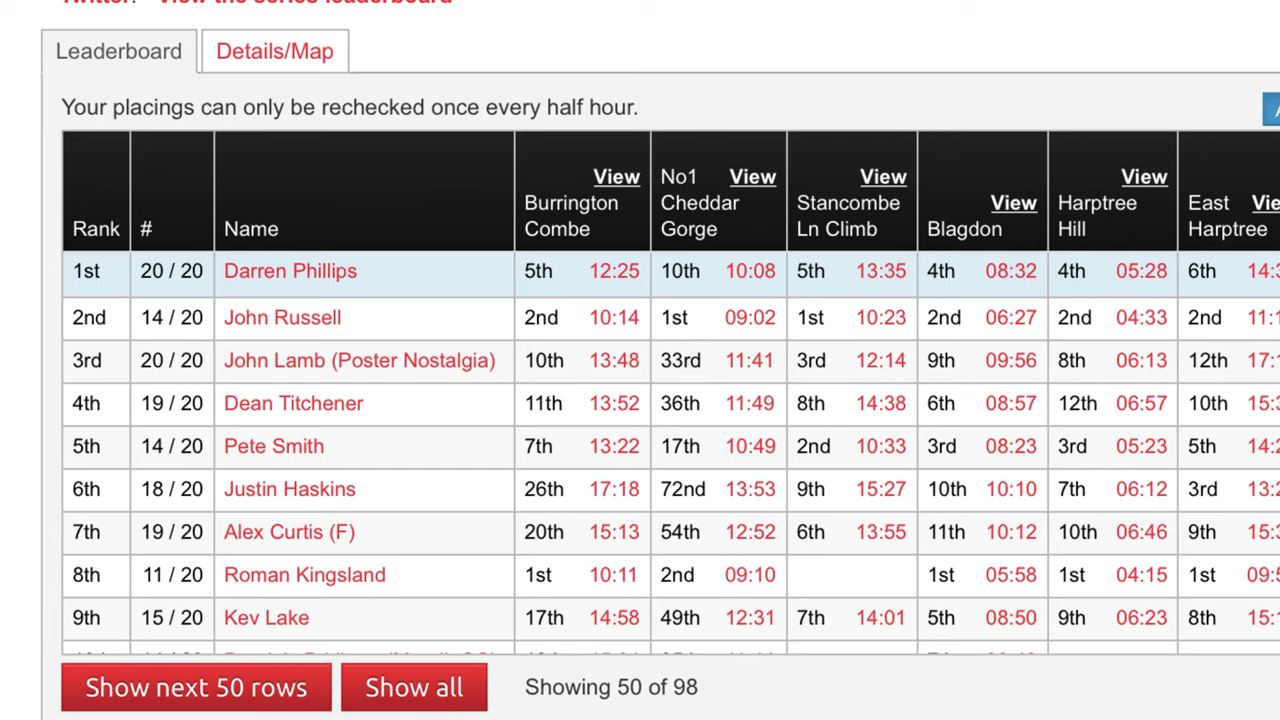 View the series leaderboard
Leaderboard Details/Map
Your placings can only be rechecked once every half hour.
Rank # Name View Burrington Combe No1 View Cheddar Gorge View Stancombe Ln Climb View Blagdon View Harptree Hill East Harptree
1st 20 / 20 Darren Phillips 5th 12:25 10th 10:08 5th 13:35 4th 08:32 4th 05:28 6th
2nd 14 / 20 John Russell 2nd 10:14 1st 09:02 1st 10:23 2nd 06:27 2nd 04:33 2nd
3rd 20 / 20 John Lamb (Poster Nostalgia) 10th 13:48 33rd 11:41 3rd 12:14 9th 09:56 8th 06:13 12th
4th 19 / 20 Dean Titchener 11th 13:52 36th 11:49 8th 14:38 6th 08:57 12th 06:57 10th
5th 14 / 20 Pete Smith 7th 13:22 17th 10:49 2nd 10:33 3rd 08:23 3rd 05:23 5th
6th 18 / 20 Justin Haskins 26th 17:18 72nd 13:53 9th 15:27 10th 10:10 7th 06:12 3rd
7th 19 / 20 Alex Curtis (F) 20th 15:13 54th 12:52 6th 13:55 11th 10:12 10th 06:46 9th
8th 11 / 20 Roman Kingsland 1st 10:11 2nd 09:10 1st 05:58 1st 04:15 1st
9th 15 / 20 Kev Lake 17th 14:58 49th 12:31 7th 14:01 5th 08:50 9th 06:23 8th
Show next 50 rows Show all Showing 50 of 98